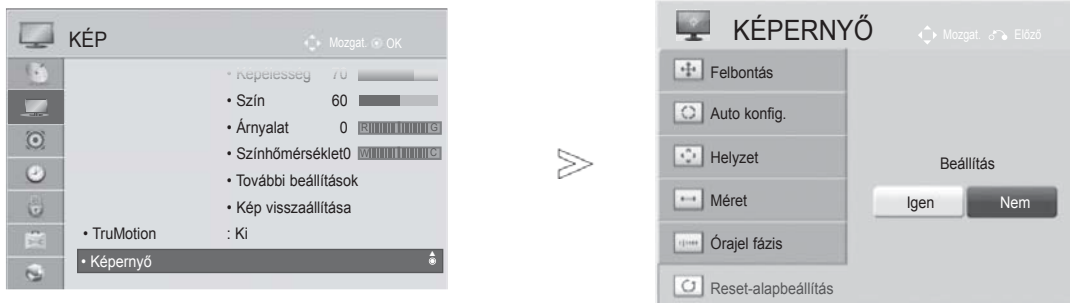 KÉP
Mozgat. OK
• Képélesség 70
• Szín 60
• Árnyalat 0 R G
• Színhőmérséklet0 W C
• További beállítások
• Kép visszaállítása
• TruMotion : Ki
• Képernyő
KÉPERNYŐ
Mozgat. Előző
Felbontás
Auto konfig.
Helyzet
Méret
Órajel fázis
Reset-alapbeállítás
Beállítás
Igen Nem